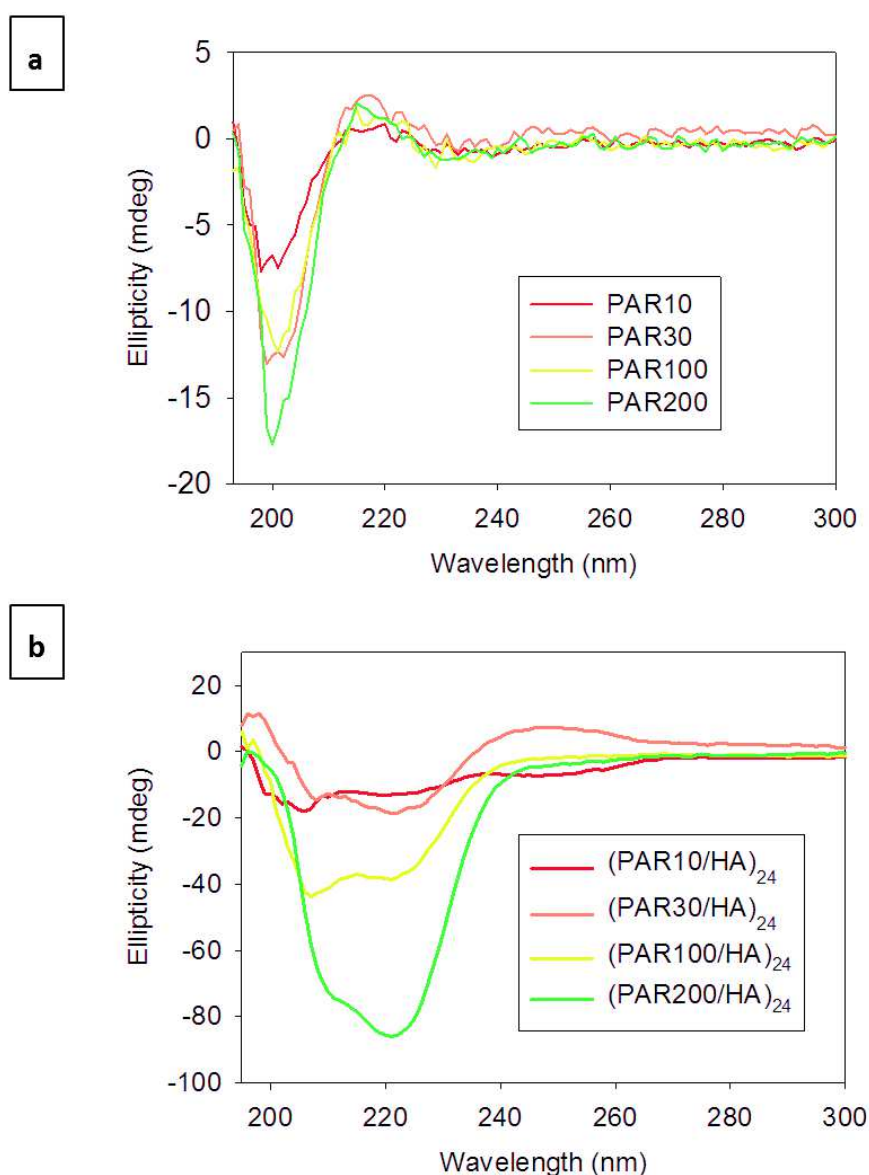 a
5
0
-5
-10
-15
-20
Ellipticity (mdeg)
PAR10
PAR30
PAR100
PAR200
200 220 240 260 280 300
Wavelength (nm)
b
20
0
-20
-40
-60
-80
-100
Ellipticity (mdeg)
(PAR10/HA)24
(PAR30/HA)24
(PAR100/HA)24
(PAR200/HA)24
200 220 240 260 280 300
Wavelength (nm)